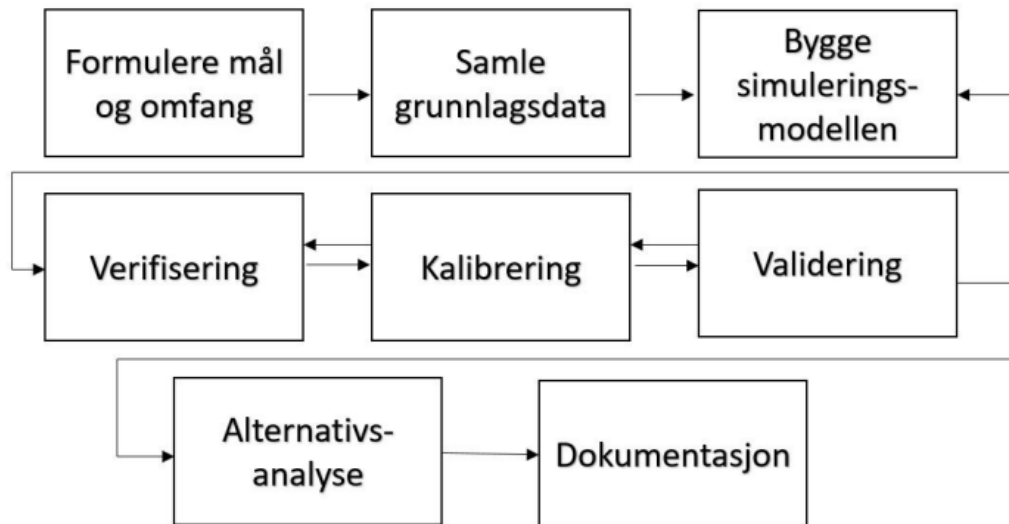 Formulere mål
og omfang
Samle
grunnlagsdata
Bygge
simulerings-
modellen
Verifisering
Kalibrering
Validering
Alternativs-
analyse
Dokumentasjon